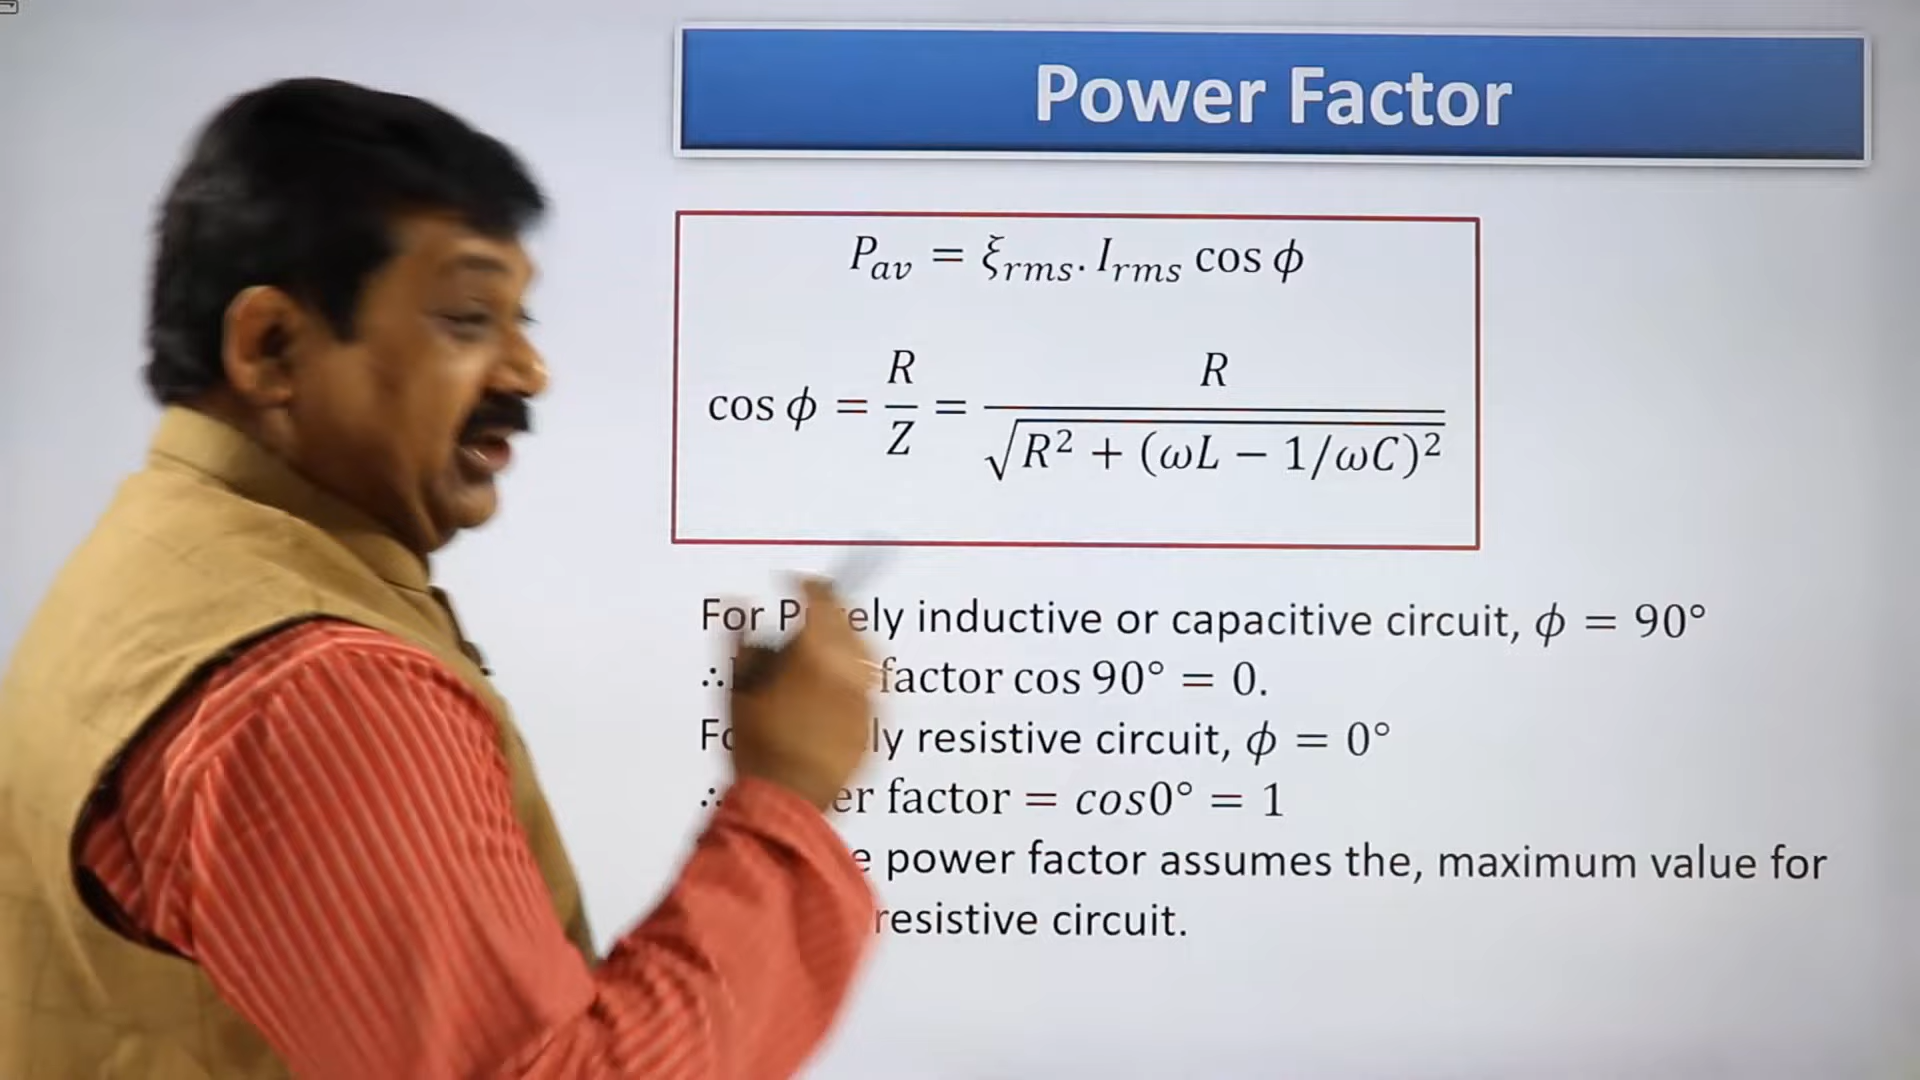 Power Factor
P_av = ξ_rms. I_rms cos ϕ
cos ϕ = R/Z = R/√(R² + (ωL − 1/ωC)²)
For ely inductive or capacitive circuit, ϕ = 90°
∴ factor cos 90° = 0.
ly resistive circuit, ϕ = 0°
∴ er factor = cos0° = 1
e power factor assumes the, maximum value for
resistive circuit.